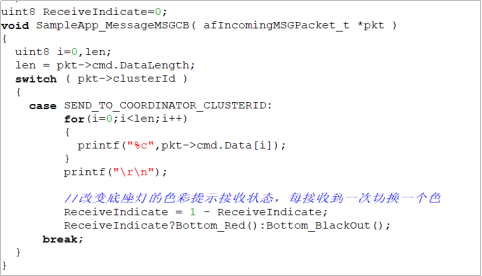 uint8 ReceiveIndicate=0;
void SampleApp_MessageMSGCB( afIncomingMSGPacket_t *pkt )
{
  uint8 i=0,len;
  len = pkt->cmd.DataLength;
  switch ( pkt->clusterId )
  {
    case SEND_TO_COORDINATOR_CLUSTERID:
         for(i=0;i<len;i++)
         {
           printf("%c",pkt->cmd.Data[i]);
         }
         printf("\r\n");

         //改变底座灯的色彩提示接收状态，每接收到一次切换一个色
         ReceiveIndicate = 1 - ReceiveIndicate;
         ReceiveIndicate?Bottom_Red():Bottom_BlackOut();
      break;
  }
}